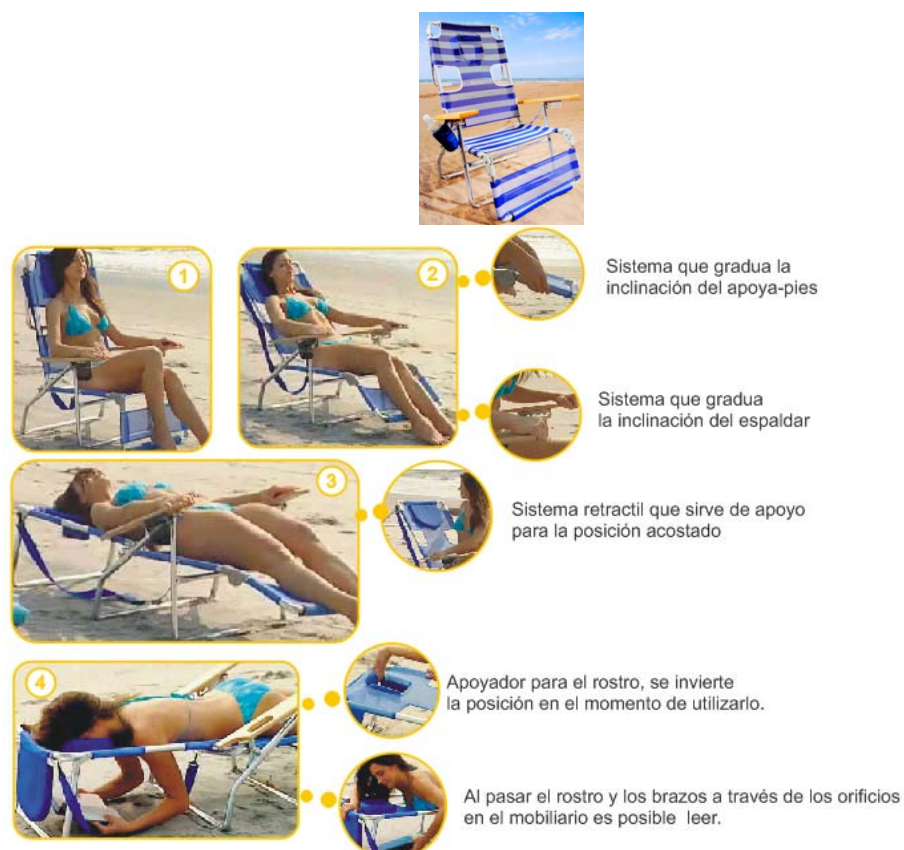 1
2
Sistema que gradua la
inclinación del apoya-pies
Sistema que gradua
la inclinación del espaldar
3
Sistema retractil que sirve de apoyo
para la posición acostado
4
Apoyador para el rostro, se invierte
la posición en el momento de utilizarlo.
Al pasar el rostro y los brazos a través de los orificios
en el mobiliario es posible leer.